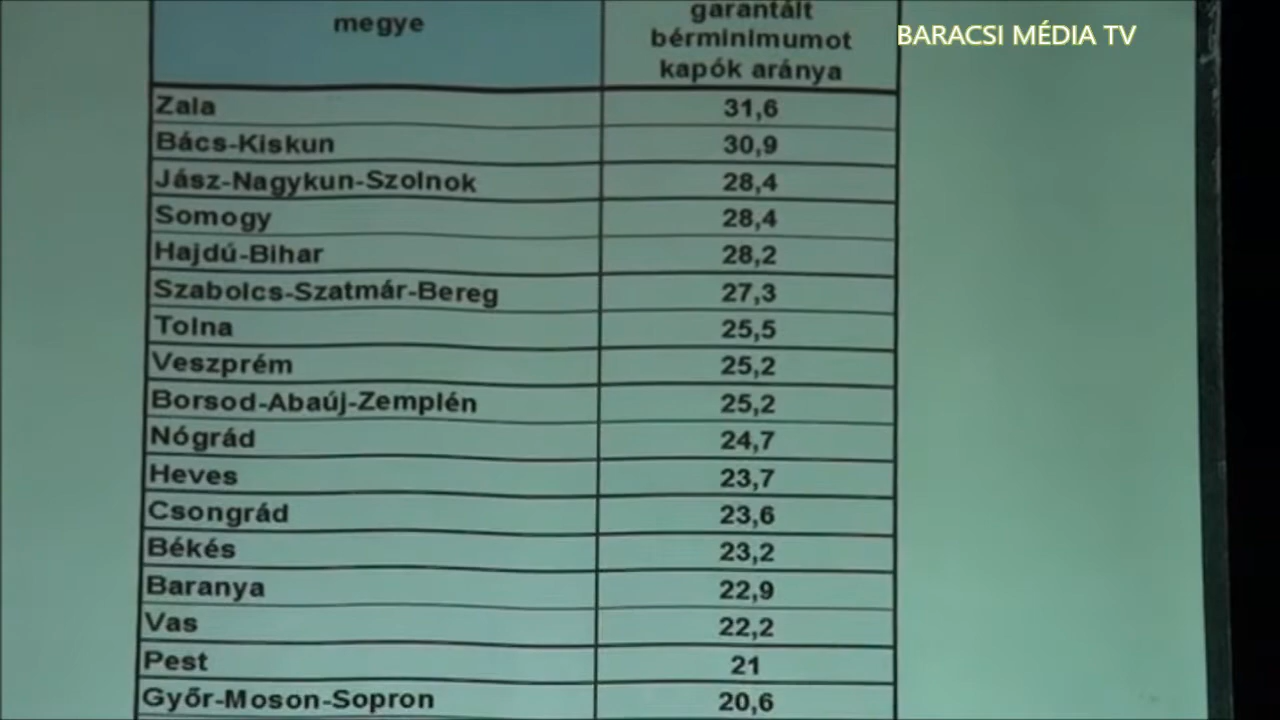 BARACSI MÉDIA TV
megye
garantált
bérminimumot
kapók aránya
Zala 31,6
Bács-Kiskun 30,9
Jász-Nagykun-Szolnok 28,4
Somogy 28,4
Hajdú-Bihar 28,2
Szabolcs-Szatmár-Bereg 27,3
Tolna 25,5
Veszprém 25,2
Borsod-Abaúj-Zemplén 25,2
Nógrád 24,7
Heves 23,7
Csongrád 23,6
Békés 23,2
Baranya 22,9
Vas 22,2
Pest 21
Győr-Moson-Sopron 20,6